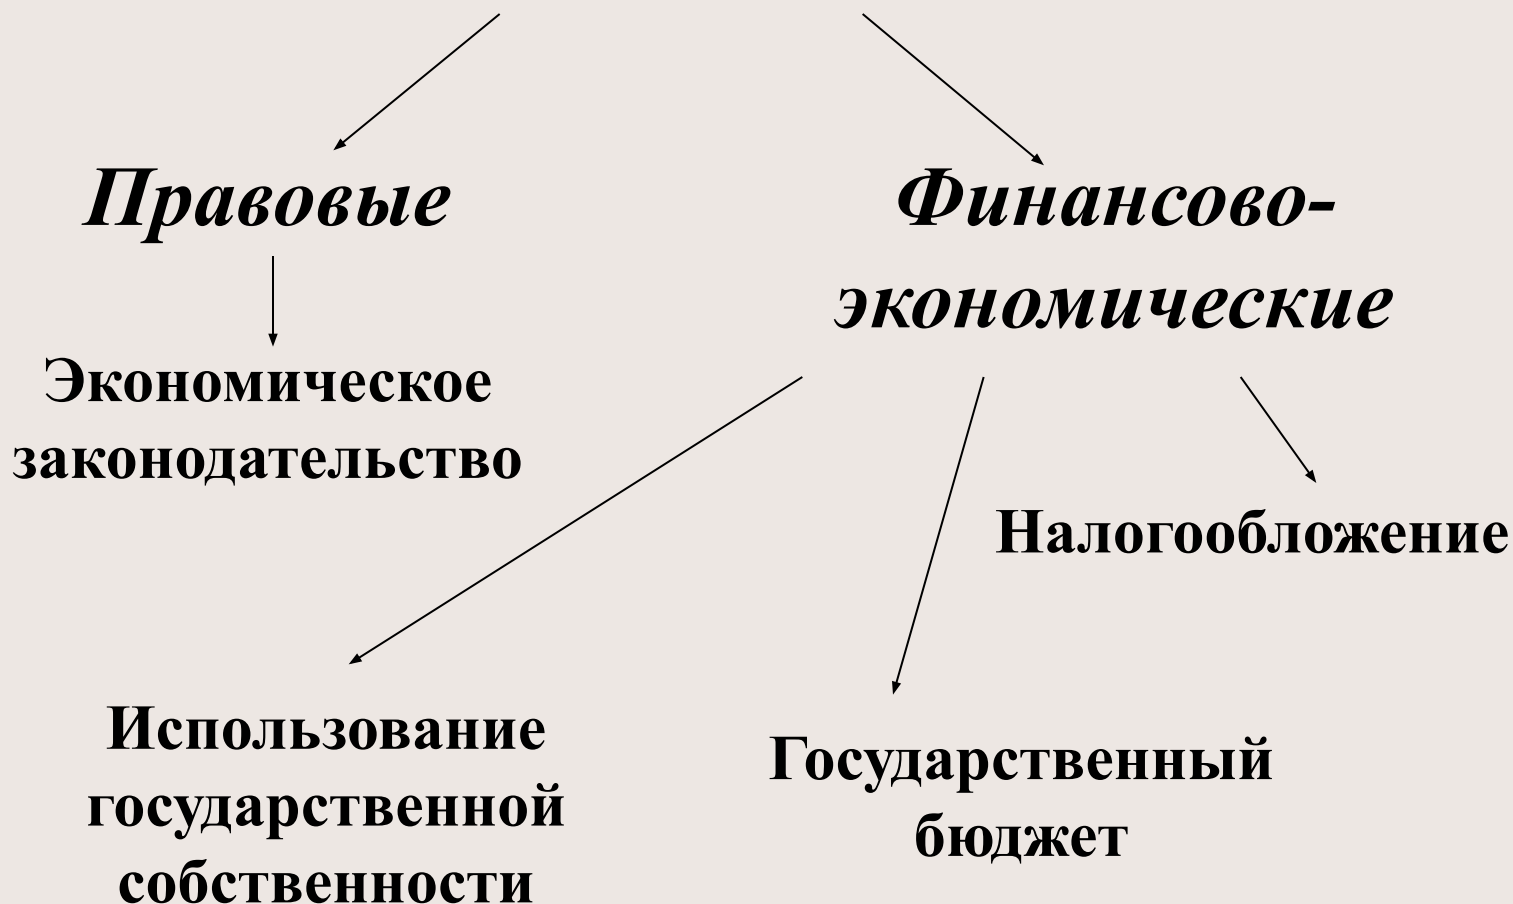 Правовые
Финансово-
экономические
Экономическое
законодательство
Налогообложение
Использование
государственной
собственности
Государственный
бюджет